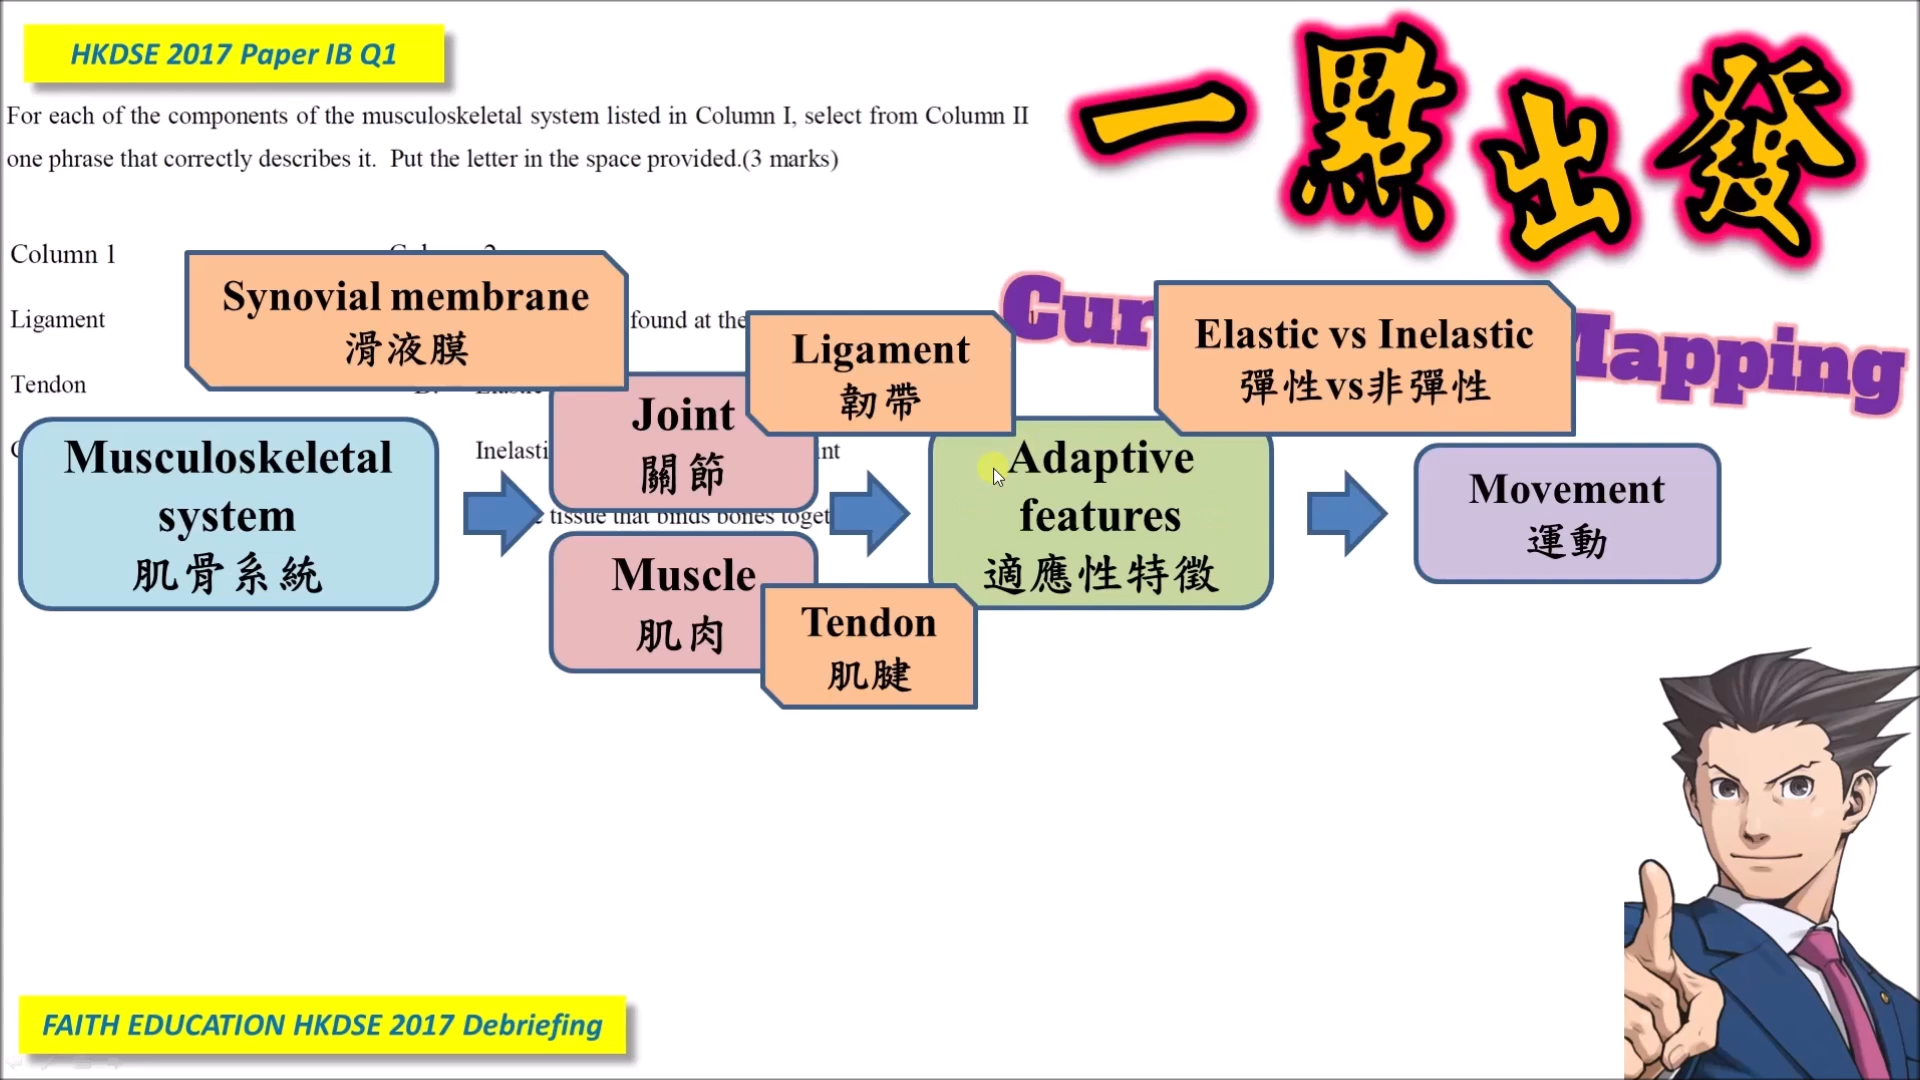 HKDSE 2017 Paper IB Q1
一點出發
For each of the components of the musculoskeletal system listed in Column I, select from Column II
one phrase that correctly describes it. Put the letter in the space provided.(3 marks)
Column 1
Synovial membrane
滑液膜
Ligament
found at the
Ligament
韌帶
Elastic vs Inelastic
彈性vs非彈性
Mapping
Tendon
Joint
關節
Musculoskeletal
system
肌骨系統
tissue that binds bones
Muscle
肌肉
Tendon
肌腱
Adaptive
features
適應性特徵
Movement
運動
FAITH EDUCATION HKDSE 2017 Debriefing